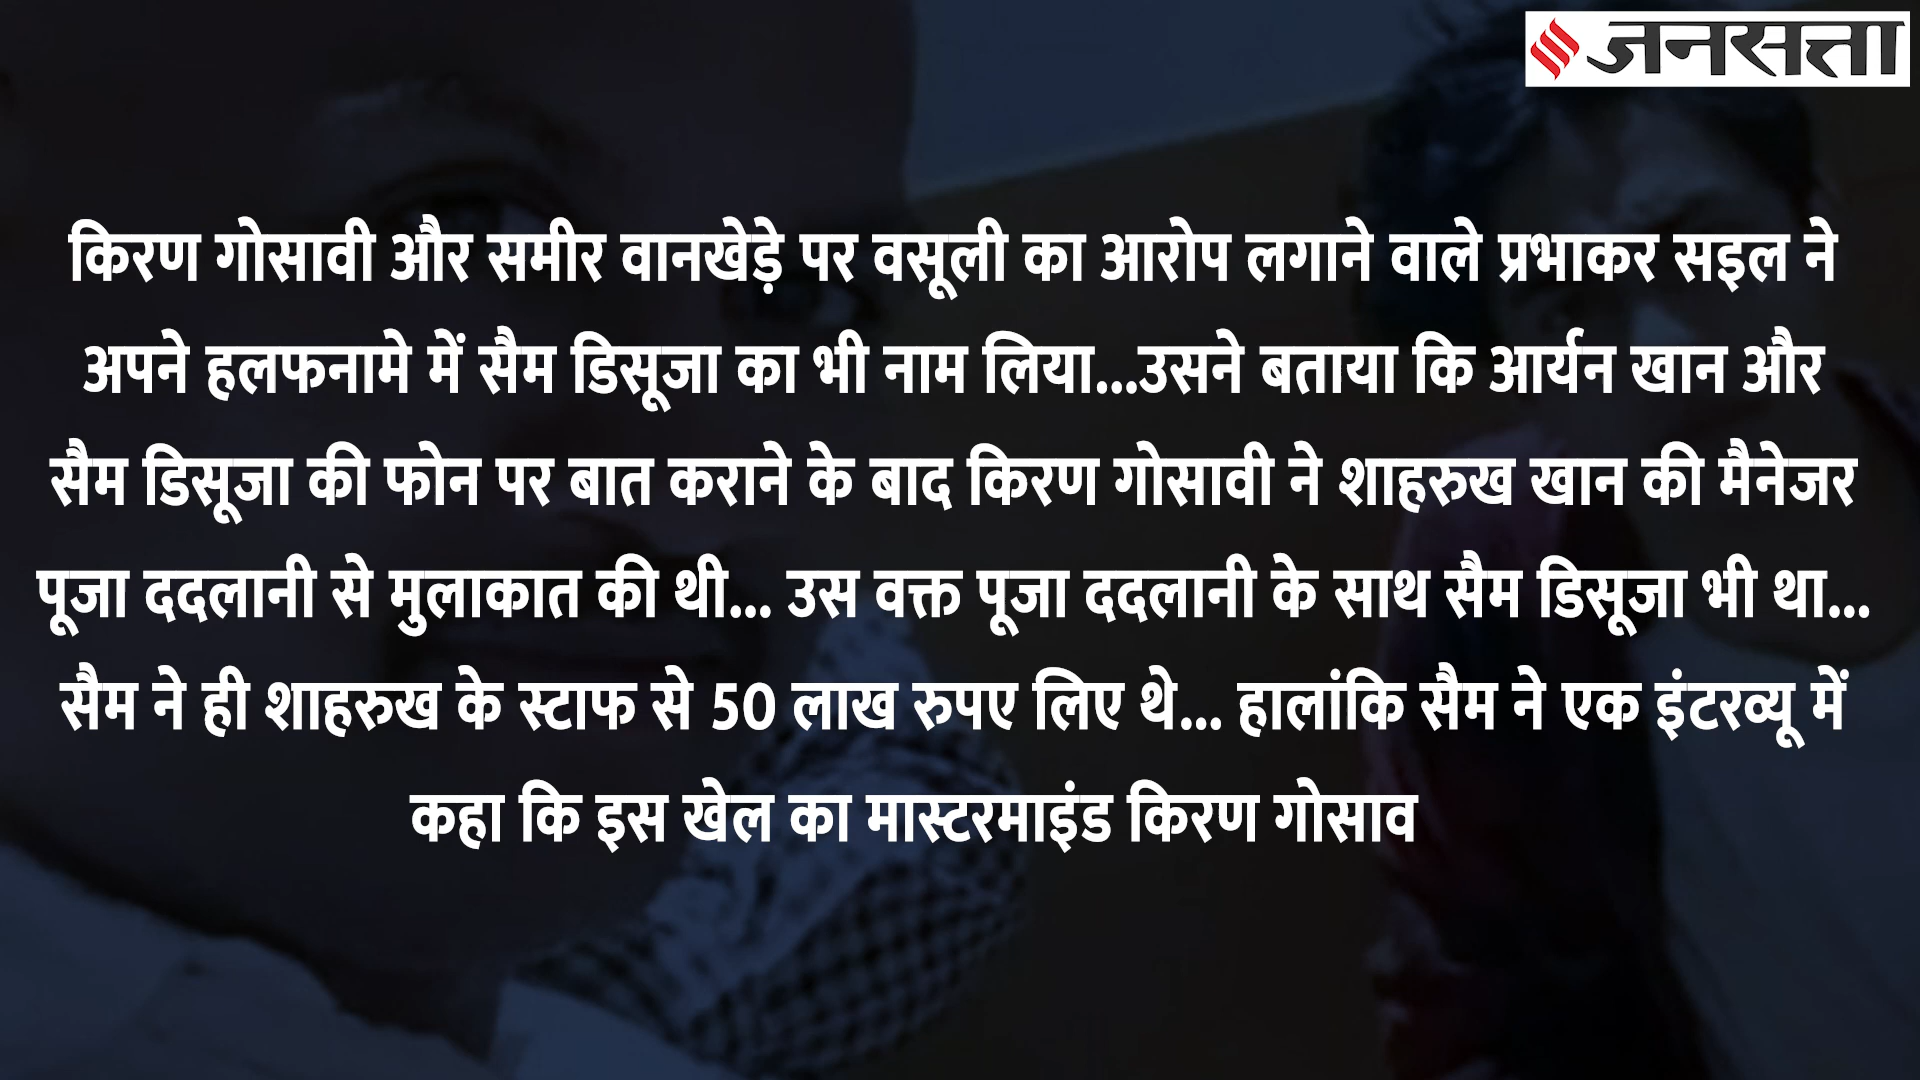 जनसत्ता
किरण गोसावी और समीर वानखेड़े पर वसूली का आरोप लगाने वाले प्रभाकर सइल ने
अपने हलफनामे में सैम डिसूजा का भी नाम लिया...उसने बताया कि आर्यन खान और
सैम डिसूजा की फोन पर बात कराने के बाद किरण गोसावी ने शाहरुख खान की मैनेजर
पूजा ददलानी से मुलाकात की थी... उस वक्त पूजा ददलानी के साथ सैम डिसूजा भी था...
सैम ने ही शाहरुख के स्टाफ से 50 लाख रुपए लिए थे... हालांकि सैम ने एक इंटरव्यू में
कहा कि इस खेल का मास्टरमाइंड किरण गोसाव